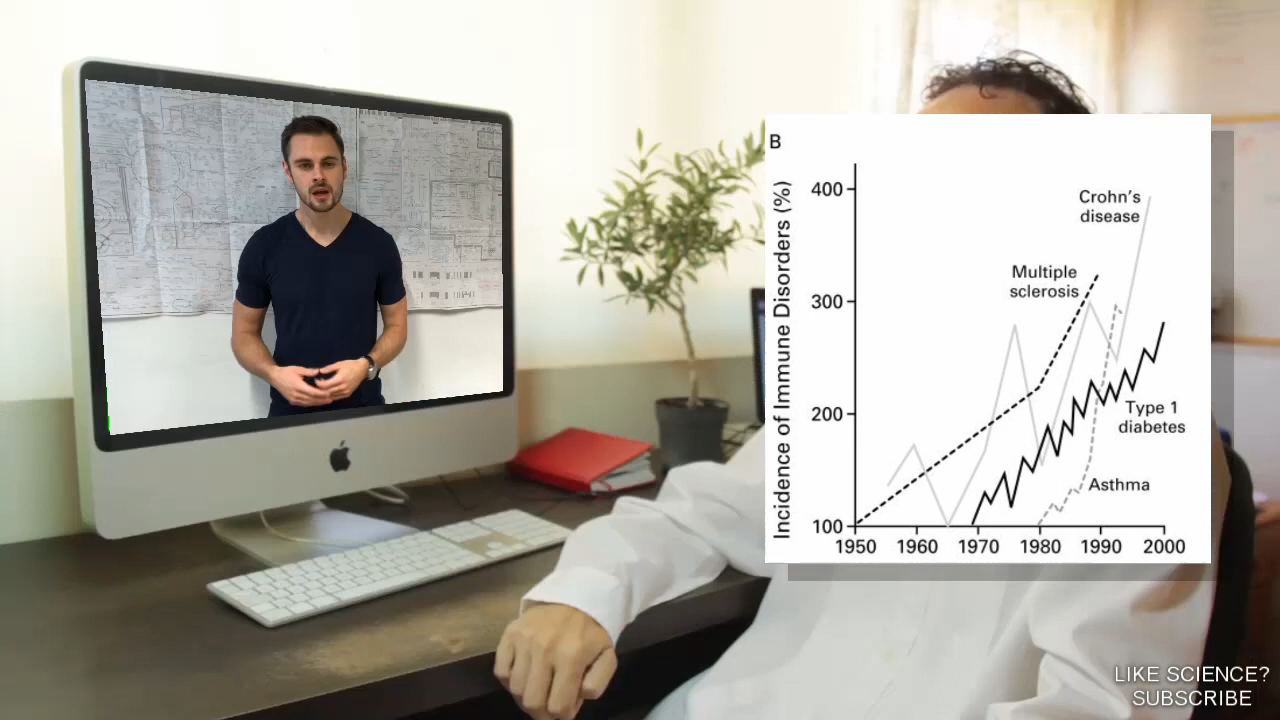 B
Incidence of Immune Disorders (%)
400
300
200
100
Crohn's
disease
Multiple
sclerosis
Type 1
diabetes
Asthma
1950 1960 1970 1980 1990 2000
LIKE SCIENCE?
SUBSCRIBE